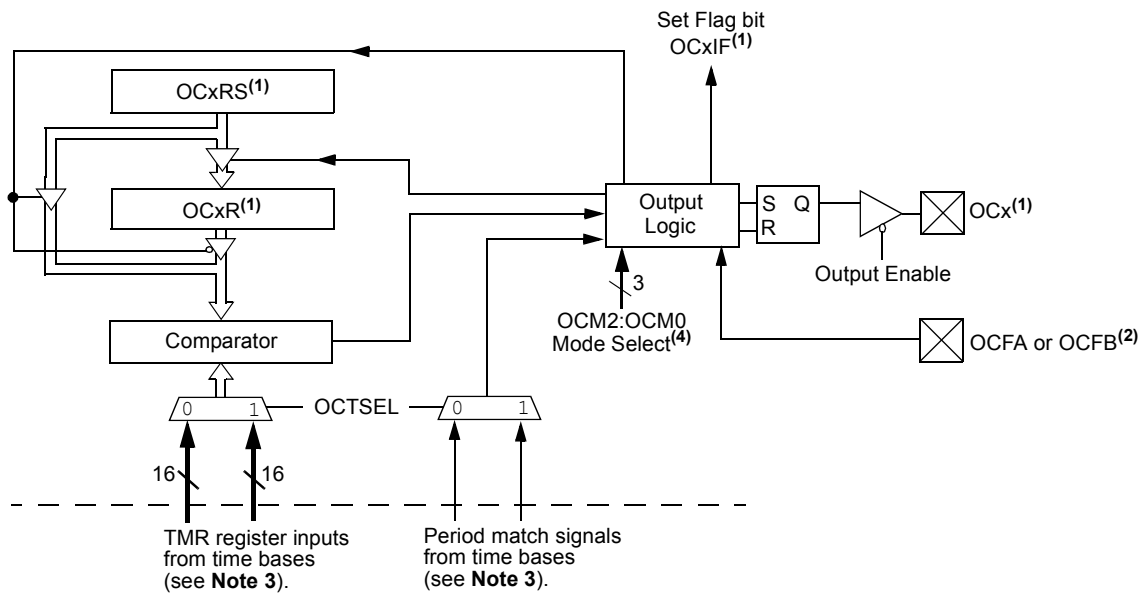 Set Flag bit
OCxIF(1)
OCxRS(1)
OCxR(1)
Output
Logic
S Q
R
OCx(1)
Output Enable
3
OCM2:OCM0
Mode Select(4)
Comparator
OCFA or OCFB(2)
0 1
OCTSEL
0 1
16
16
TMR register inputs
from time bases
(see Note 3).
Period match signals
from time bases
(see Note 3).